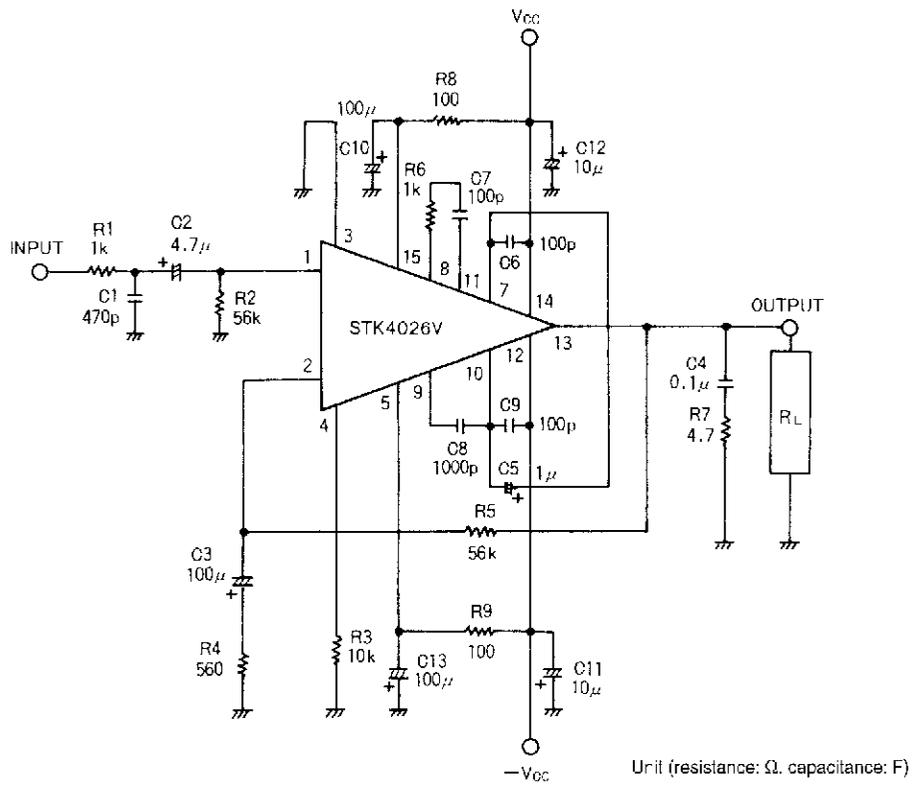 Vcc
R8
100
100μ
C10
C12
+ 10μ
+
R6
1k
C7
100p
INPUT
R1
1k
C2
4.7μ
+
C1
470p
R2
56k
1
3
15
8
11
7
C6
100p
14
STK4026V
2
4
5
9
10
12
13
OUTPUT
C4
0.1μ
R7
4.7
RL
C8
1000p
C9
100p
C5
1μ
+
R5
56k
C3
100μ
+
R4
560
R3
10k
R9
100
C13
100μ
+
C11
10μ
+
−Vcc
Unit (resistance: Ω. capacitance: F)